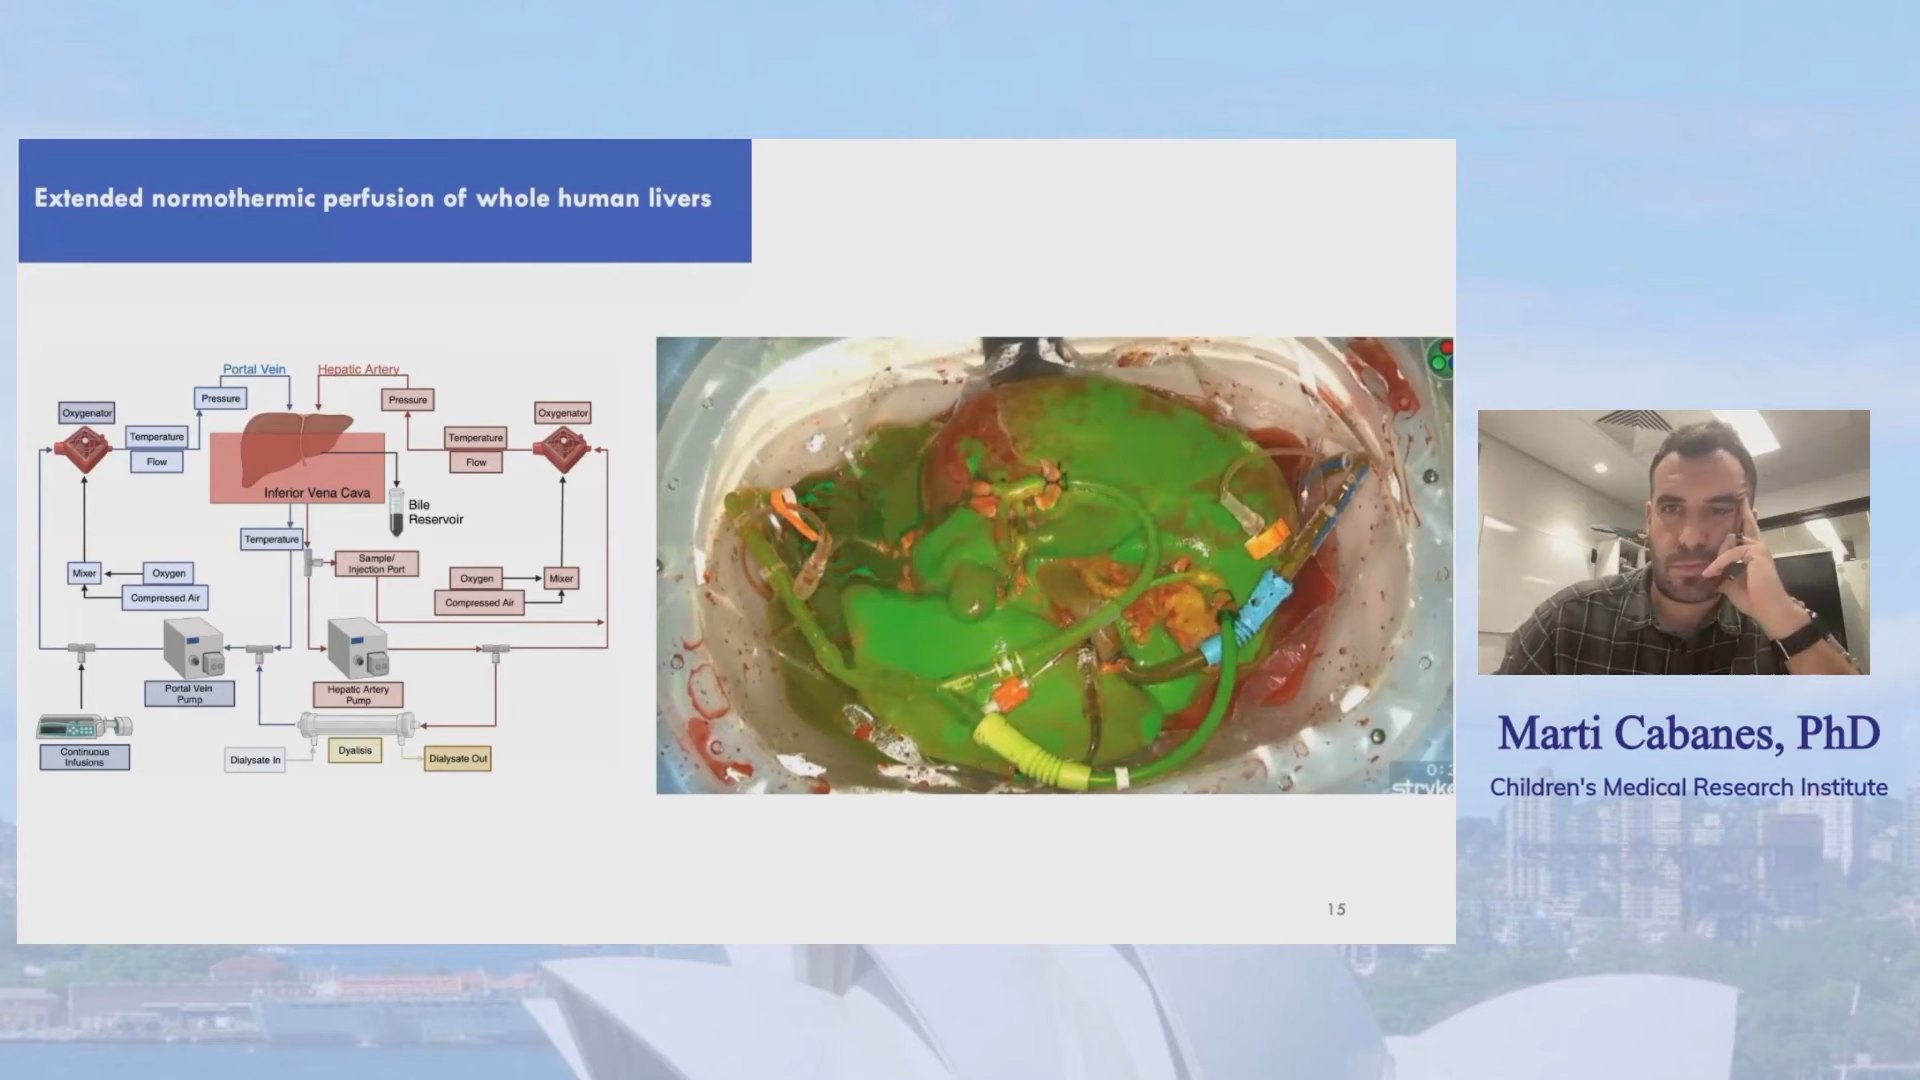 Extended normothermic perfusion of whole human livers
Portal Vein
Hepatic Artery
Pressure
Pressure
Oxygenator
Oxygenator
Temperature
Flow
Temperature
Flow
Inferior Vena Cava
Bile
Reservoir
Temperature
Sample/
Injection Port
Mixer
Oxygen
Compressed Air
Oxygen
Mixer
Compressed Air
Portal Vein
Pump
Hepatic Artery
Pump
Continuous
Infusions
Dialysate In
Dyalisis
Dialysate Out
0:
stryke
15
Marti Cabanes, PhD
Children's Medical Research Institute